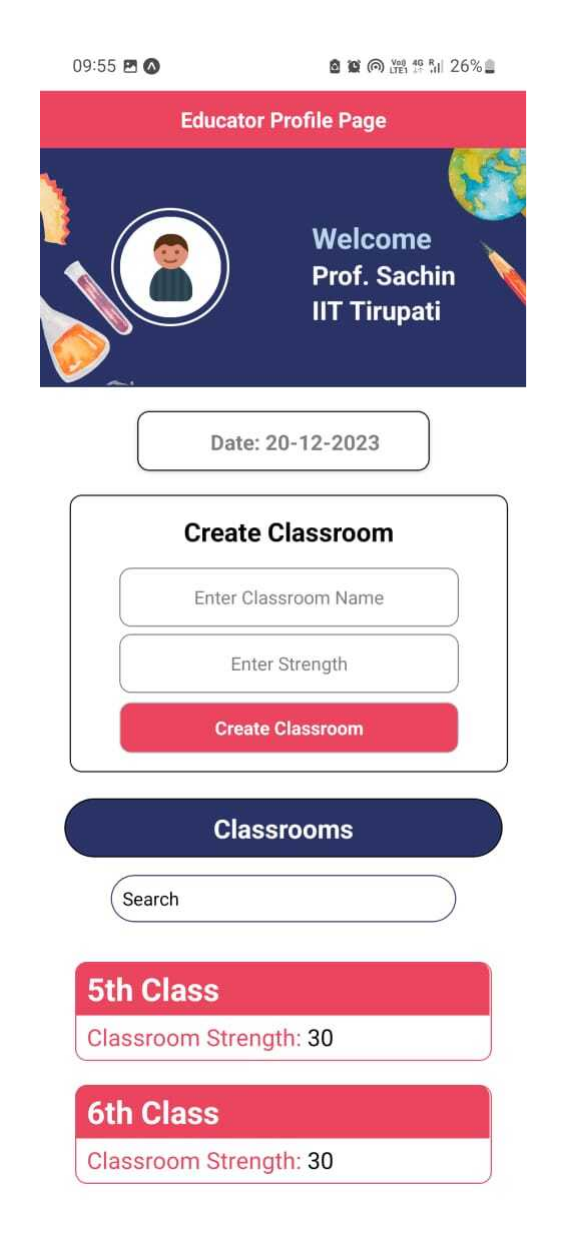 09:55
Voo) 4G R 26%
LTE1
Educator Profile Page
Welcome
Prof. Sachin
IIT Tirupati
Date: 20-12-2023
Create Classroom
Enter Classroom Name
Enter Strength
Create Classroom
Classrooms
Search
5th Class
Classroom Strength: 30
6th Class
Classroom Strength: 30